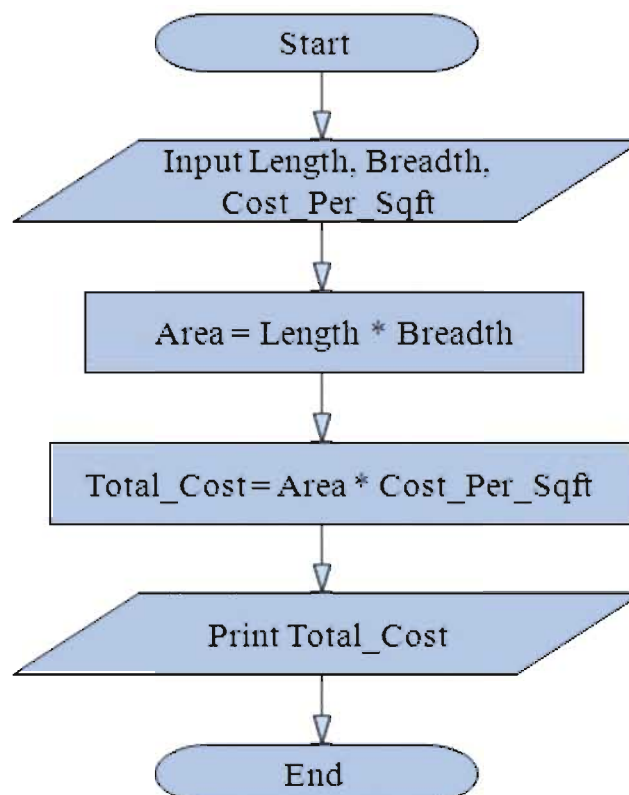 Start
Input Length, Breadth,
Cost_Per_Sqft
Area = Length * Breadth
Total_Cost = Area * Cost_Per_Sqft
Print Total_Cost
End